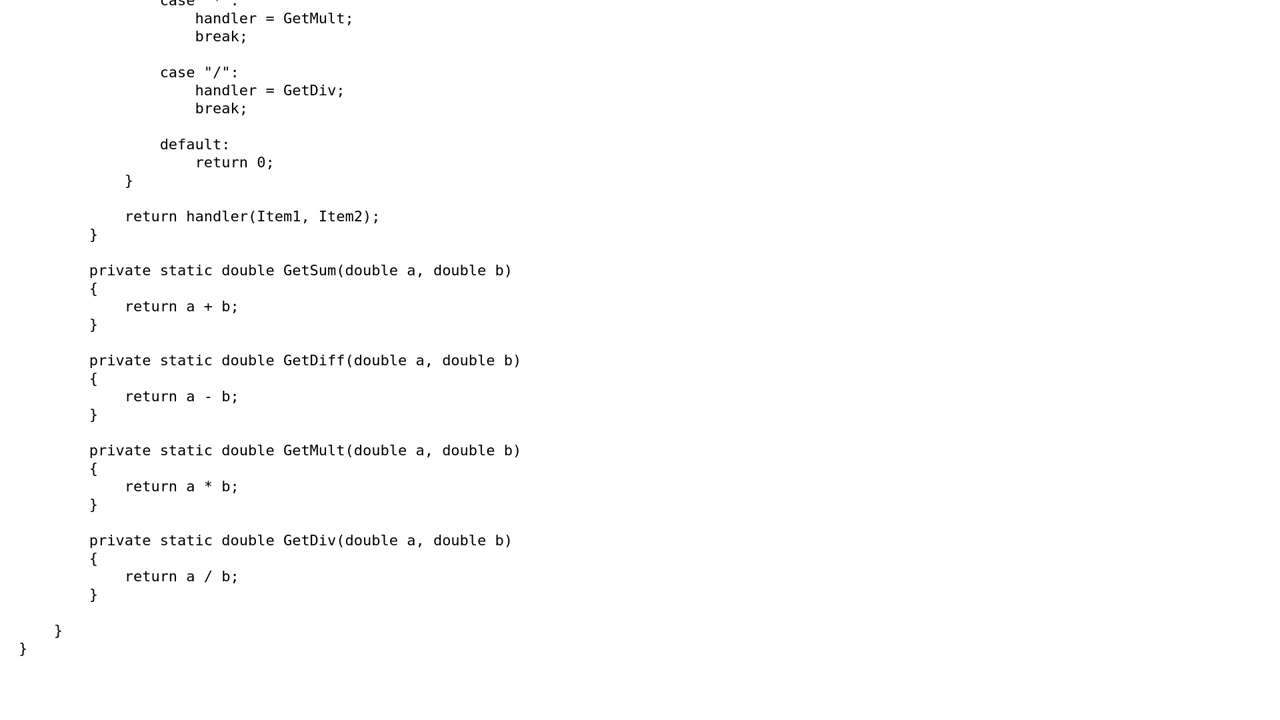 case "*":
handler = GetMult;
break;
case "/":
handler = GetDiv;
break;
default:
return 0;
}
return handler(Item1, Item2);
}
private static double GetSum(double a, double b)
{
return a + b;
}
private static double GetDiff(double a, double b)
{
return a - b;
}
private static double GetMult(double a, double b)
{
return a * b;
}
private static double GetDiv(double a, double b)
{
return a / b;
}
}
}